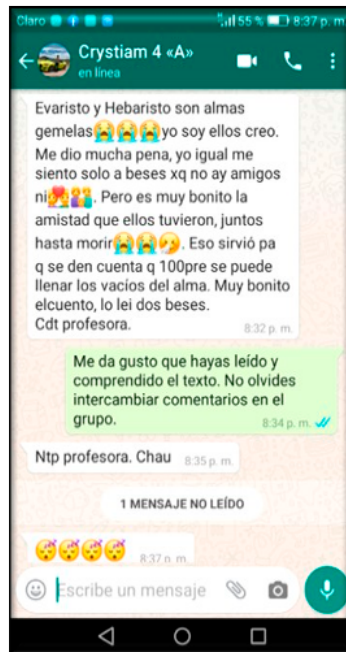 Claro 55 % 8:37 p. m.
Crystiam 4 «A»
en línea
Evaristo y Hebaristo son almas
gemelas😭😭😭yo soy ellos creo.
Me dio mucha pena, yo igual me
siento solo a beses xq no ay amigos
ni💑👫. Pero es muy bonito la
amistad que ellos tuvieron, juntos
hasta morir😭😭🤧. Eso sirvió pa
q se den cuenta q 100pre se puede
llenar los vacíos del alma. Muy bonito
elcuento, lo lei dos beses.
Cdt profesora. 8:32 p. m.
Me da gusto que hayas leído y
comprendido el texto. No olvides
intercambiar comentarios en el
grupo. 8:34 p. m.
Ntp profesora. Chau 8:35 p. m.
1 MENSAJE NO LEÍDO
😴😴😴😴 8:37 p. m.
Escribe un mensaje